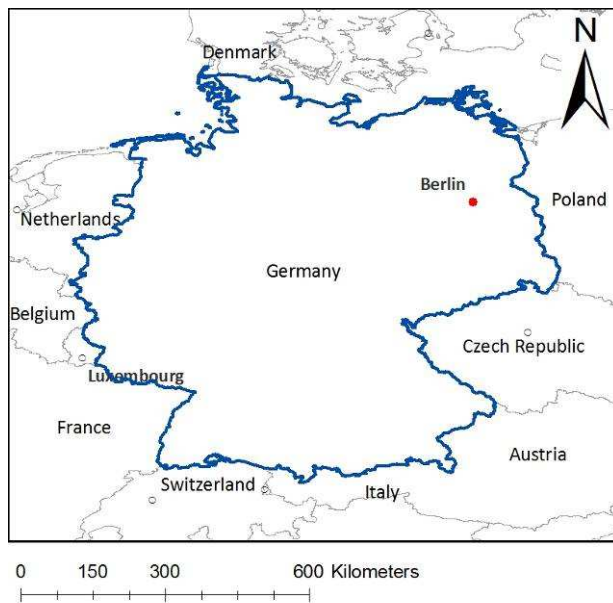 N
Denmark
Berlin
Poland
Netherlands
Germany
Belgium
Czech Republic
Luxembourg
France
Austria
Switzerland
Italy
0 150 300 600 Kilometers